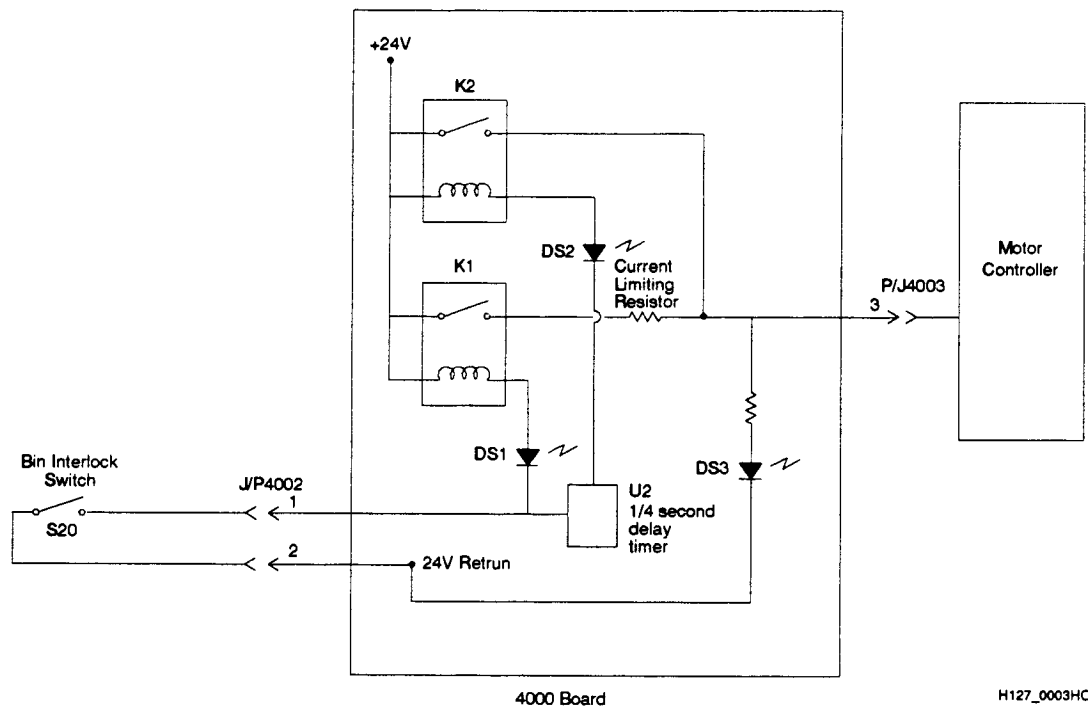 +24V
K2
DS2
Current
Limiting
Resistor
K1
P/J4003
3
Motor
Controller
DS1
DS3
Bin Interlock
Switch
S20
J/P4002
1
2
U2
1/4 second
delay
timer
24V Retrun
4000 Board
H127_0003HC